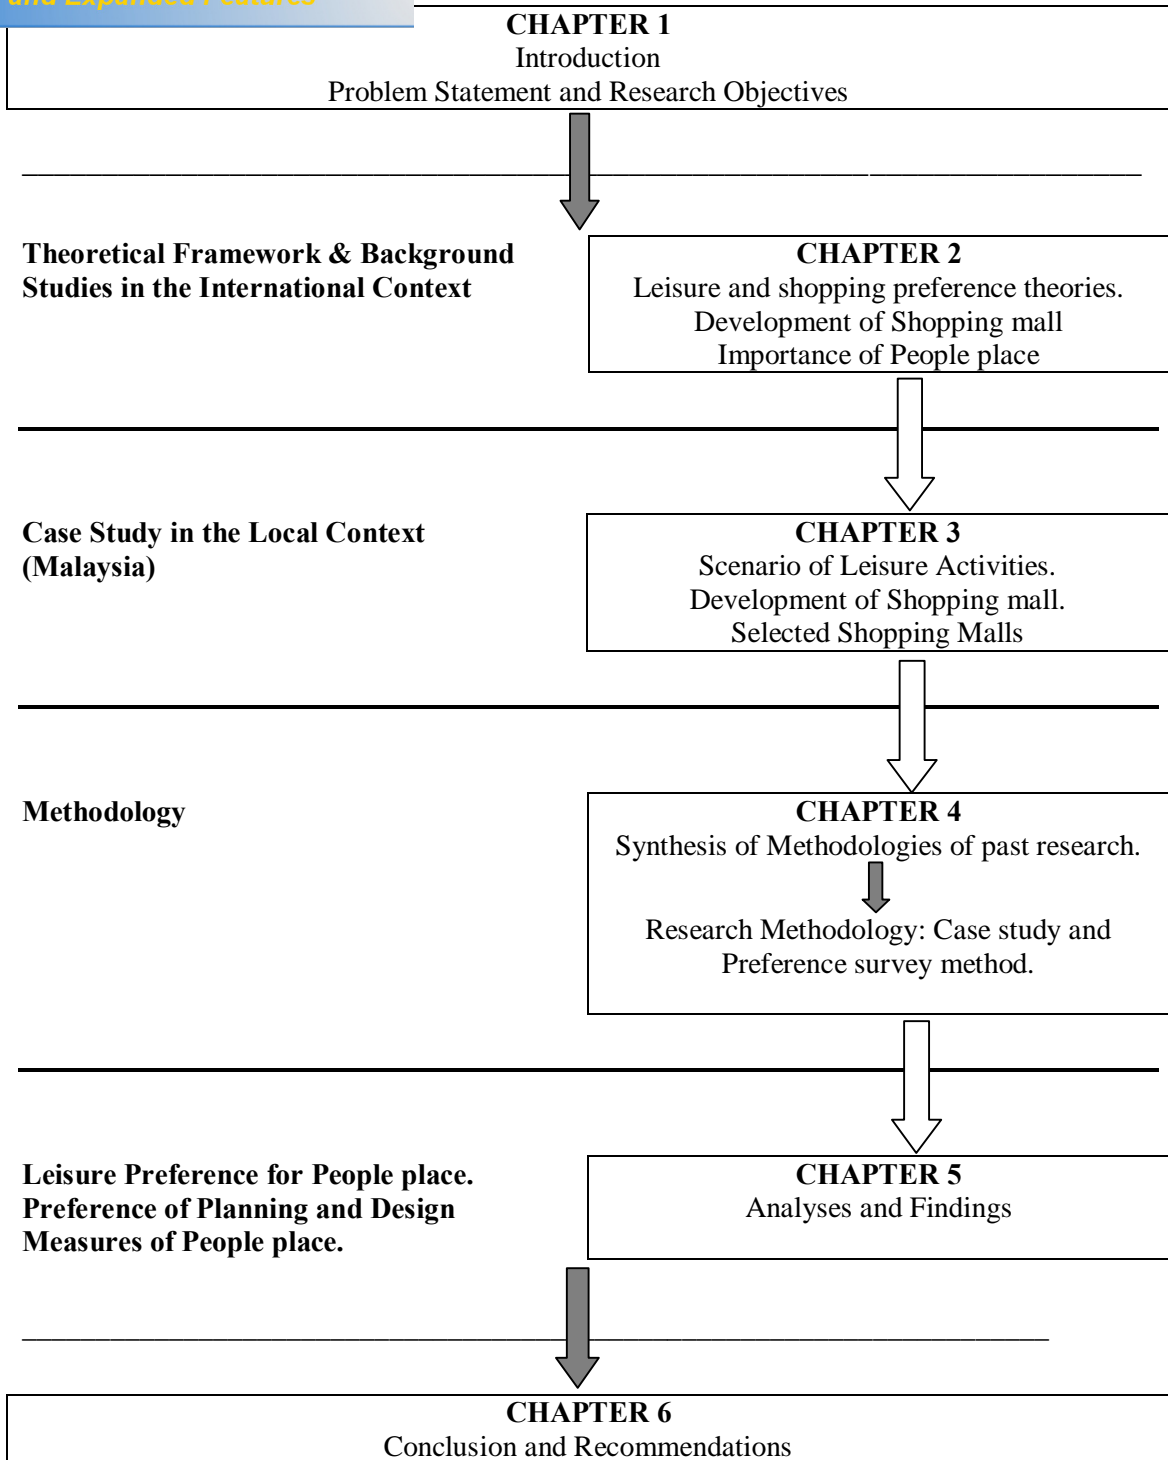 and Expanded Features
CHAPTER 1
Introduction
Problem Statement and Research Objectives
Theoretical Framework & Background
Studies in the International Context
CHAPTER 2
Leisure and shopping preference theories.
Development of Shopping mall
Importance of People place
Case Study in the Local Context
(Malaysia)
CHAPTER 3
Scenario of Leisure Activities.
Development of Shopping mall.
Selected Shopping Malls
Methodology
CHAPTER 4
Synthesis of Methodologies of past research.
Research Methodology: Case study and
Preference survey method.
Leisure Preference for People place.
Preference of Planning and Design
Measures of People place.
CHAPTER 5
Analyses and Findings
CHAPTER 6
Conclusion and Recommendations